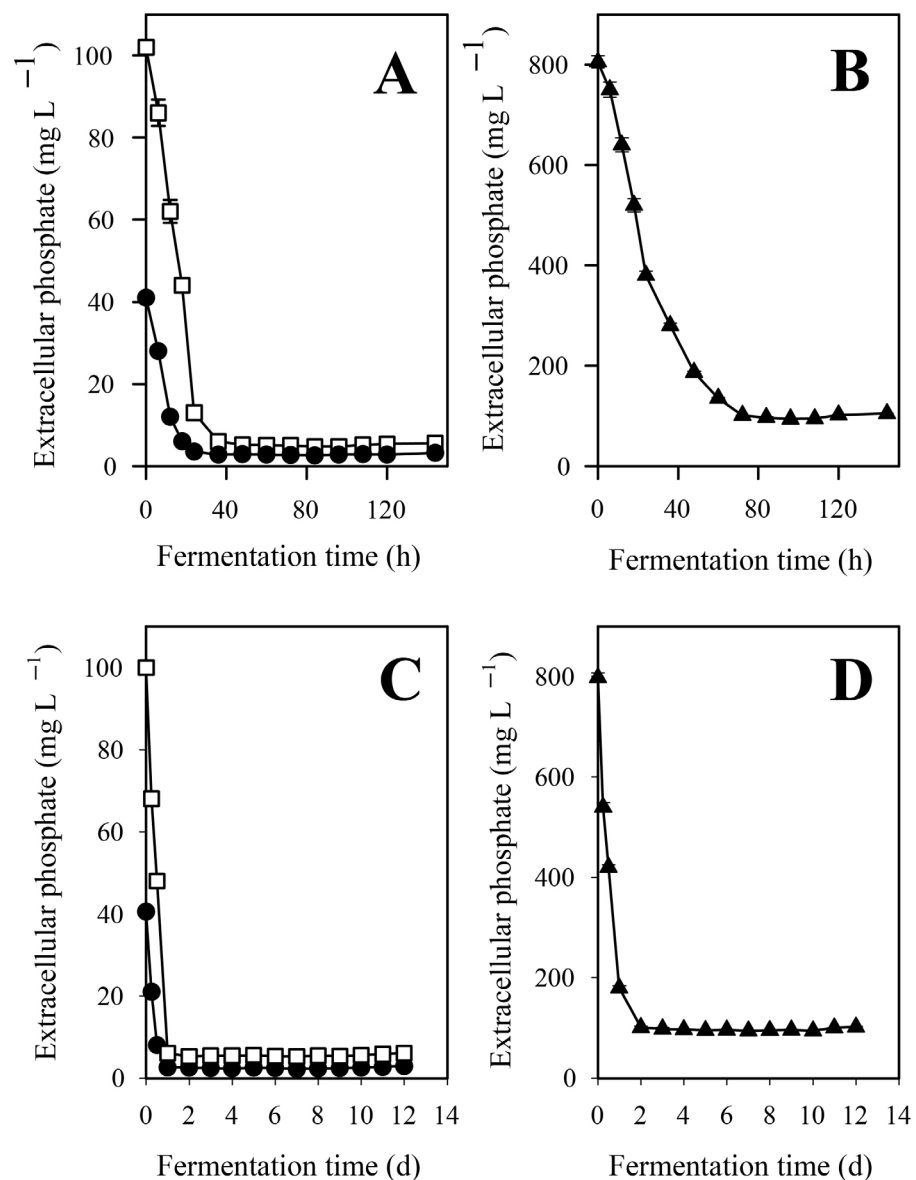 A
Extracellular phosphate (mg L⁻¹)
100
80
60
40
20
0
0 40 80 120
Fermentation time (h)
B
Extracellular phosphate (mg L⁻¹)
800
600
400
200
0
0 40 80 120
Fermentation time (h)
C
Extracellular phosphate (mg L⁻¹)
100
80
60
40
20
0
0 2 4 6 8 10 12 14
Fermentation time (d)
D
Extracellular phosphate (mg L⁻¹)
800
600
400
200
0
0 2 4 6 8 10 12 14
Fermentation time (d)